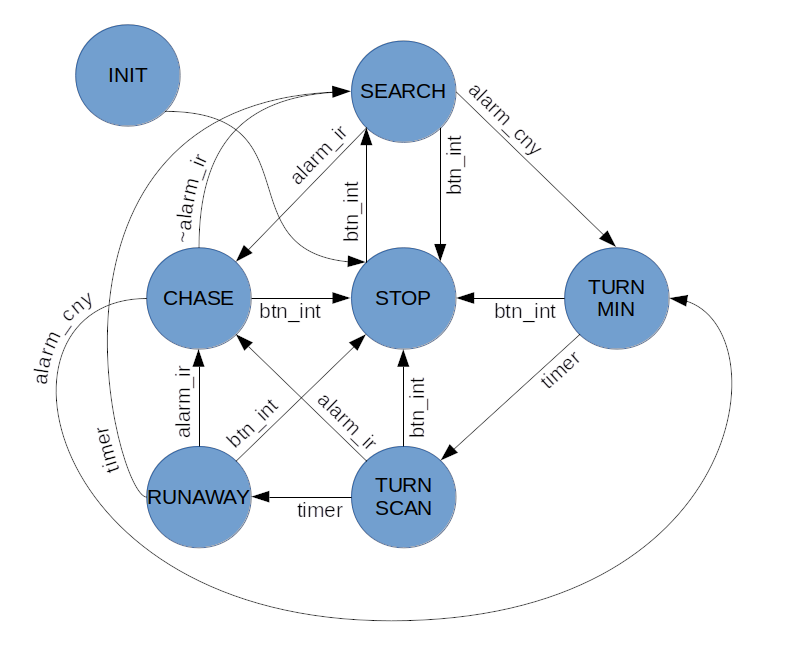 INIT
SEARCH
alarm_cny
alarm_ir
~alarm_ir
btn_int
btn_int
CHASE
STOP
TURN
MIN
btn_int
btn_int
alarm_cny
timer
alarm_ir
btn_int
alarm_ir
btn_int
timer
RUNAWAY
TURN
SCAN
timer